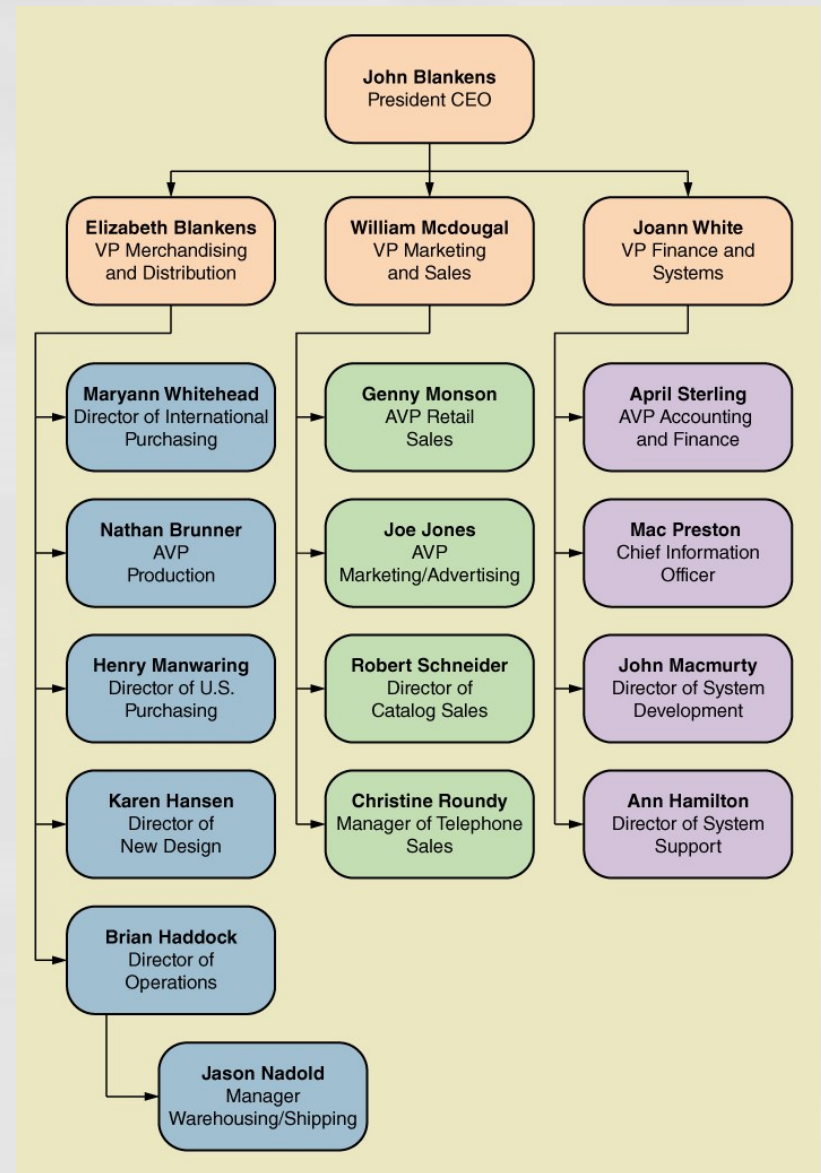 John Blankens
President CEO
Elizabeth Blankens
VP Merchandising
and Distribution
William Mcdougal
VP Marketing
and Sales
Joann White
VP Finance and
Systems
Maryann Whitehead
Director of International
Purchasing
Nathan Brunner
AVP
Production
Henry Manwaring
Director of U.S.
Purchasing
Karen Hansen
Director of
New Design
Brian Haddock
Director of
Operations
Jason Nadold
Manager
Warehousing/Shipping
Genny Monson
AVP Retail
Sales
Joe Jones
AVP
Marketing/Advertising
Robert Schneider
Director of
Catalog Sales
Christine Roundy
Manager of Telephone
Sales
April Sterling
AVP Accounting
and Finance
Mac Preston
Chief Information
Officer
John Macmurty
Director of System
Development
Ann Hamilton
Director of System
Support